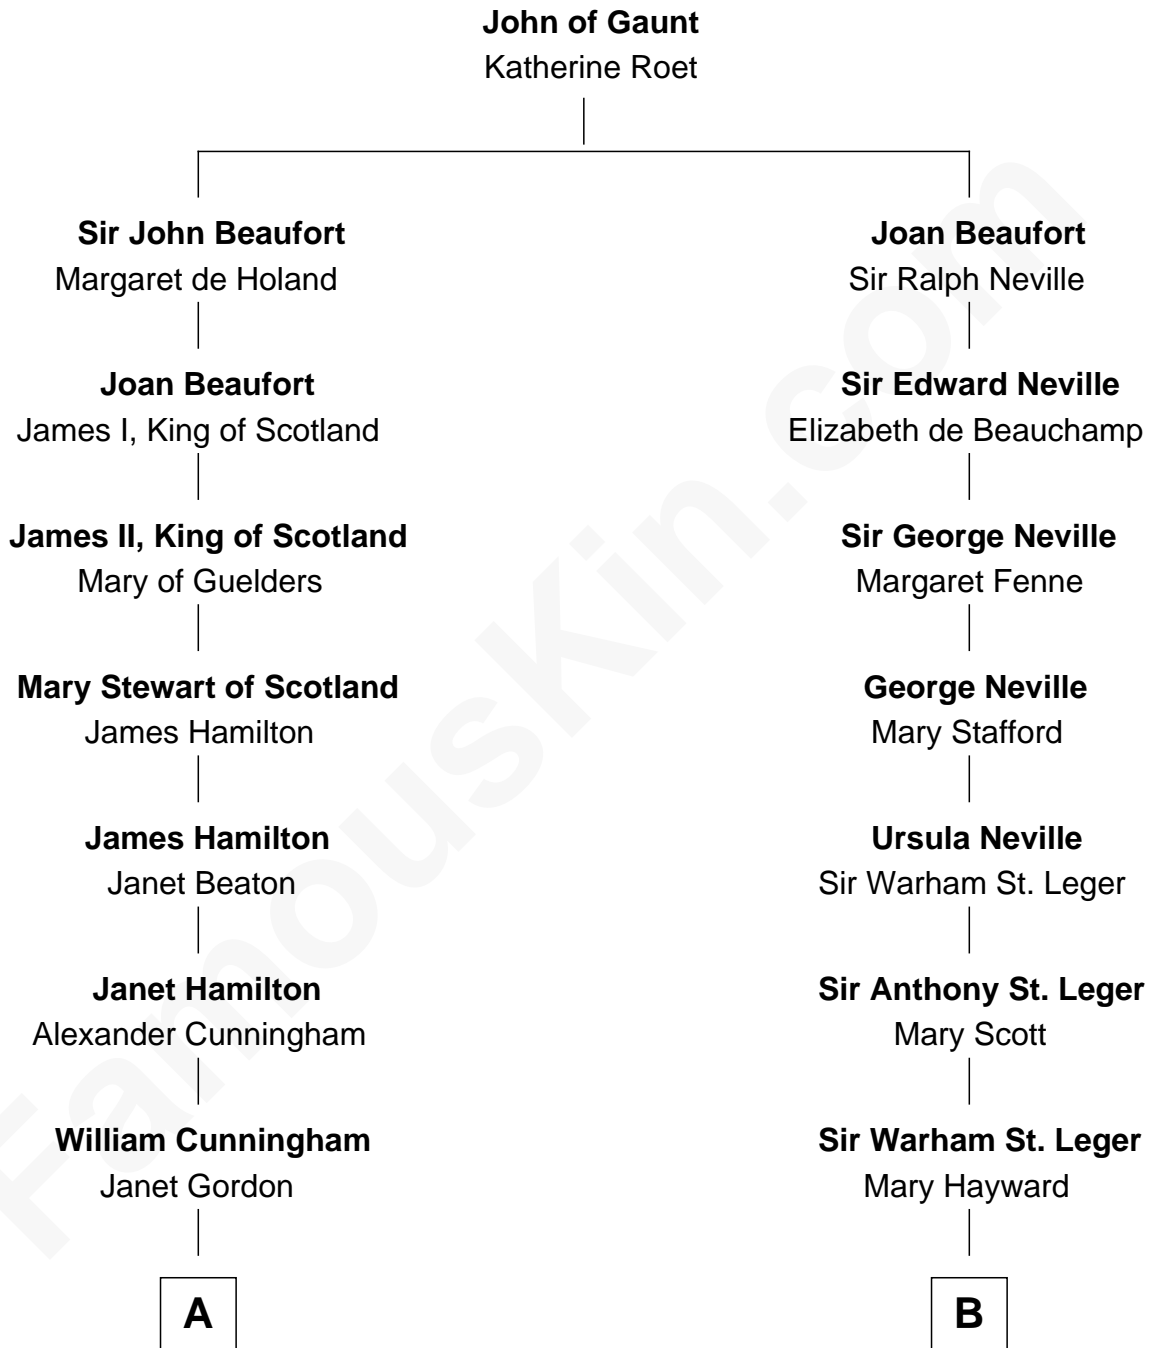 John of Gaunt
Katherine Roet
Sir John Beaufort
Margaret de Holand
Joan Beaufort
James I, King of Scotland
James II, King of Scotland
Mary of Guelders
Mary Stewart of Scotland
James Hamilton
James Hamilton
Janet Beaton
Janet Hamilton
Alexander Cunningham
William Cunningham
Janet Gordon
A
Joan Beaufort
Sir Ralph Neville
Sir Edward Neville
Elizabeth de Beauchamp
Sir George Neville
Margaret Fenne
George Neville
Mary Stafford
Ursula Neville
Sir Warham St. Leger
Sir Anthony St. Leger
Mary Scott
Sir Warham St. Leger
Mary Hayward
B
FamousKin.com